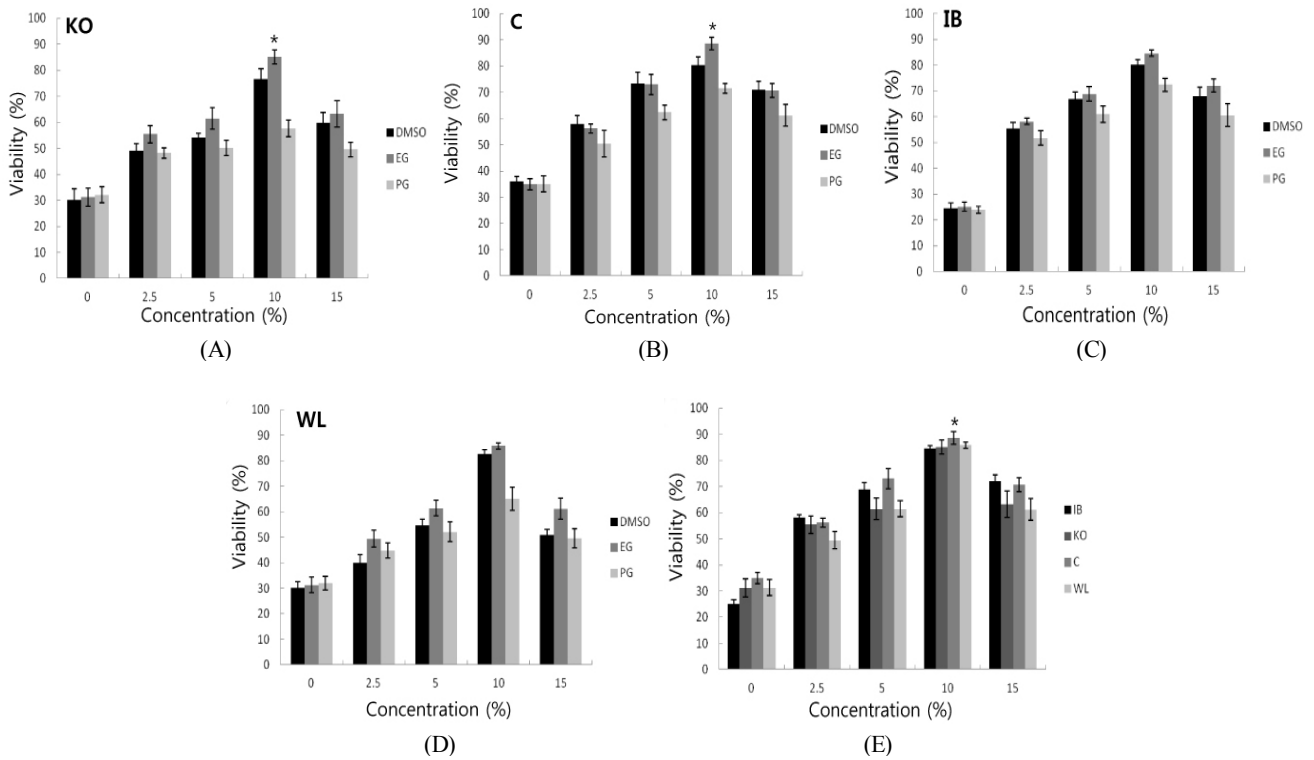 KO
*
100
90
80
70
60
50
40
30
20
10
0
Viability (%)
0 2.5 5 10 15
Concentration (%)
DMSO
EG
PG
(A)
C
*
100
90
80
70
60
50
40
30
20
10
0
Viability (%)
0 2.5 5 10 15
Concentration (%)
DMSO
EG
PG
(B)
IB
100
90
80
70
60
50
40
30
20
10
0
Viability (%)
0 2.5 5 10 15
Concentration (%)
DMSO
EG
PG
(C)
WL
100
90
80
70
60
50
40
30
20
10
0
Viability (%)
0 2.5 5 10 15
Concentration (%)
DMSO
EG
PG
(D)
*
100
90
80
70
60
50
40
30
20
10
0
Viability (%)
0 2.5 5 10 15
Concentration (%)
IB
KO
C
WL
(E)